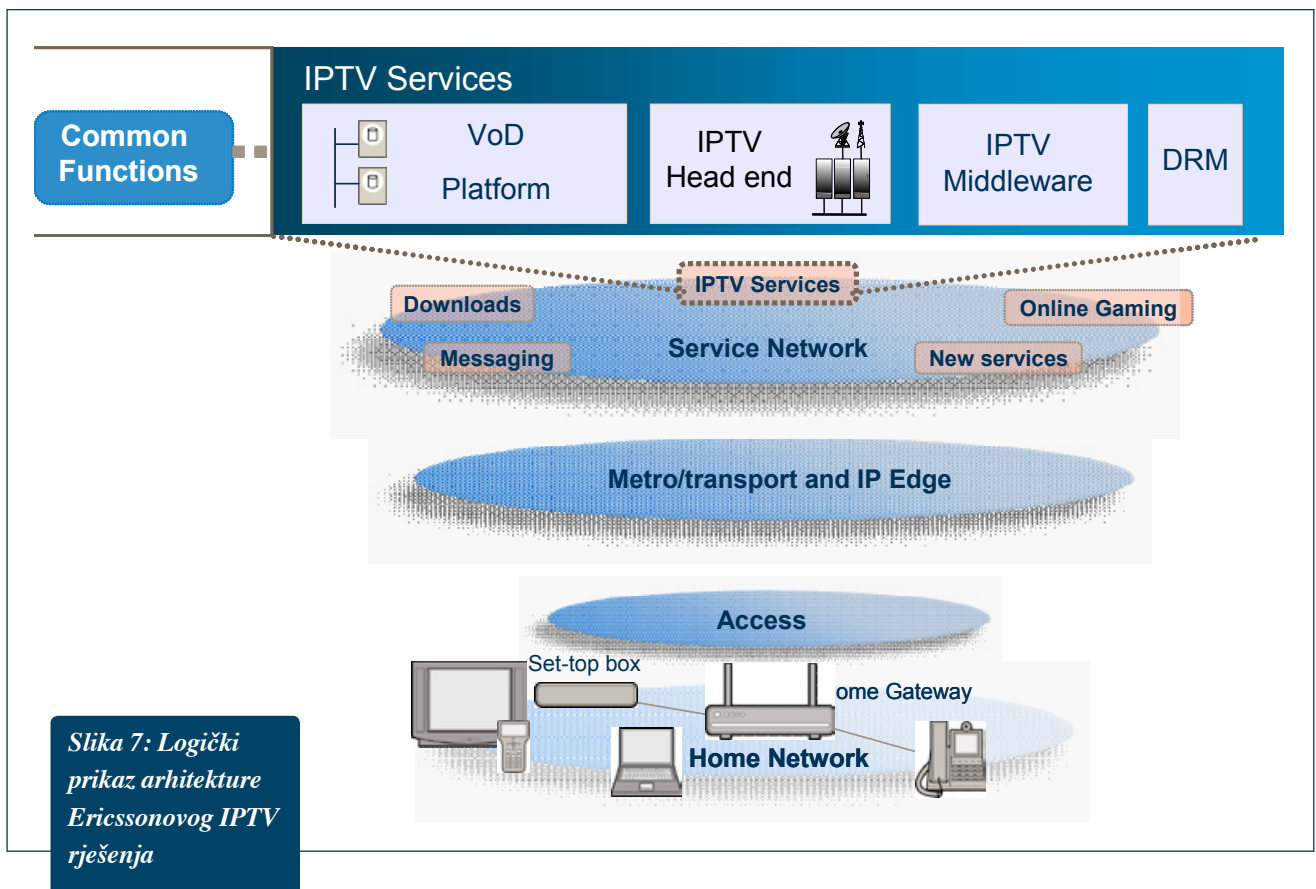 IPTV Services
Common
Functions
VoD
Platform
IPTV
Head end
IPTV
Middleware
DRM
IPTV Services
Downloads
Online Gaming
Messaging
Service Network
New services
Metro/transport and IP Edge
Access
Set-top box
ome Gateway
Home Network
Slika 7: Logički
prikaz arhitekture
Ericssonovog IPTV
rješenja